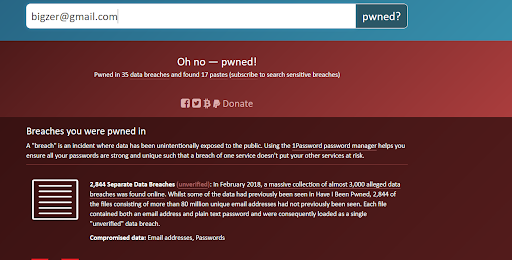 bigzer@gmail.com pwned?
Oh no — pwned!
Pwned in 35 data breaches and found 17 pastes (subscribe to search sensitive breaches)
Donate
Breaches you were pwned in
A "breach" is an incident where data has been unintentionally exposed to the public. Using the 1Password password manager helps you
ensure all your passwords are strong and unique such that a breach of one service doesn't put your other services at risk.
2,844 Separate Data Breaches (unverified): In February 2018, a massive collection of almost 3,000 alleged data
breaches was found online. Whilst some of the data had previously been seen in Have I Been Pwned, 2,844 of
the files consisting of more than 80 million unique email addresses had not previously been seen. Each file
contained both an email address and plain text password and were consequently loaded as a single
"unverified" data breach.
Compromised data: Email addresses, Passwords